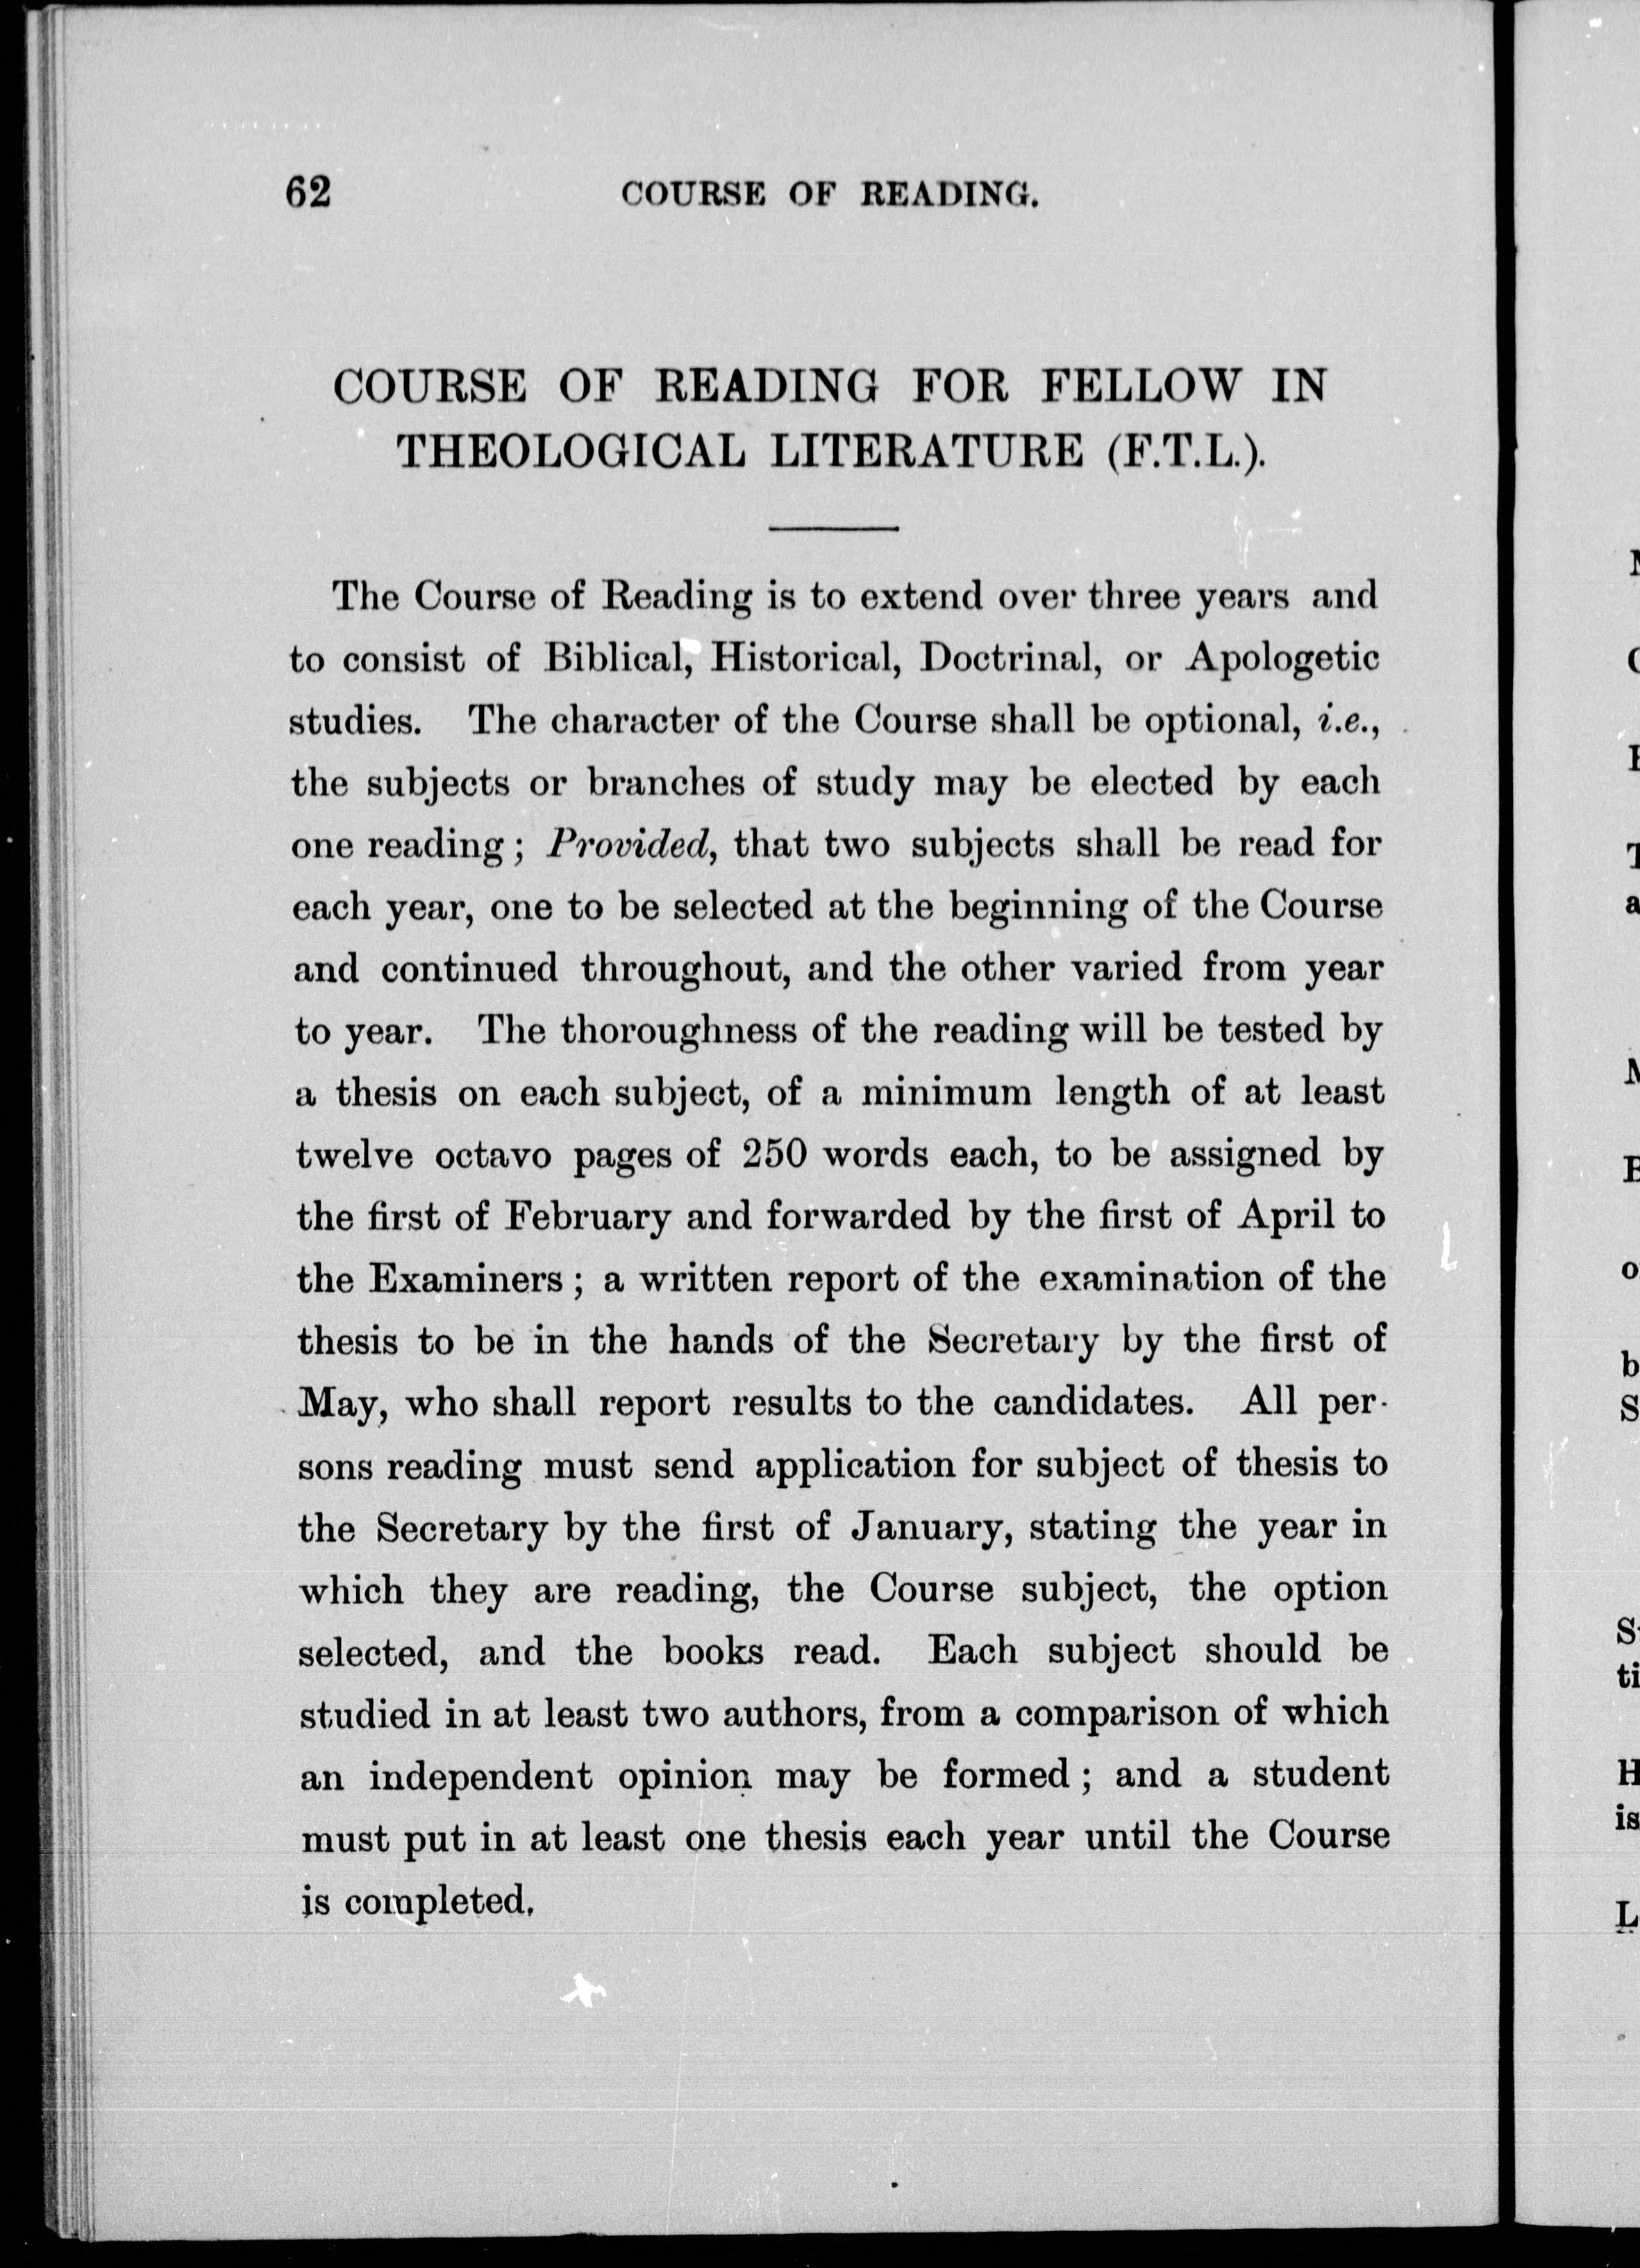 62 COURSE OF READING.
COURSE OF READING FOR FELLOW IN
THEOLOGICAL LITERATURE (F.T.L.).
The Course of Reading is to extend over three years and
to consist of Biblical, Historical, Doctrinal, or Apologetic
studies. The character of the Course shall be optional, i.e.,
the subjects or branches of study may be elected by each
one reading; Provided, that two subjects shall be read for
each year, one to be selected at the beginning of the Course
and continued throughout, and the other varied from year
to year. The thoroughness of the reading will be tested by
a thesis on each subject, of a minimum length of at least
twelve octavo pages of 250 words each, to be assigned by
the first of February and forwarded by the first of April to
the Examiners; a written report of the examination of the
thesis to be in the hands of the Secretary by the first of
May, who shall report results to the candidates. All per-
sons reading must send application for subject of thesis to
the Secretary by the first of January, stating the year in
which they are reading, the Course subject, the option
selected, and the books read. Each subject should be
studied in at least two authors, from a comparison of which
an independent opinion may be formed; and a student
must put in at least one thesis each year until the Course
is completed.